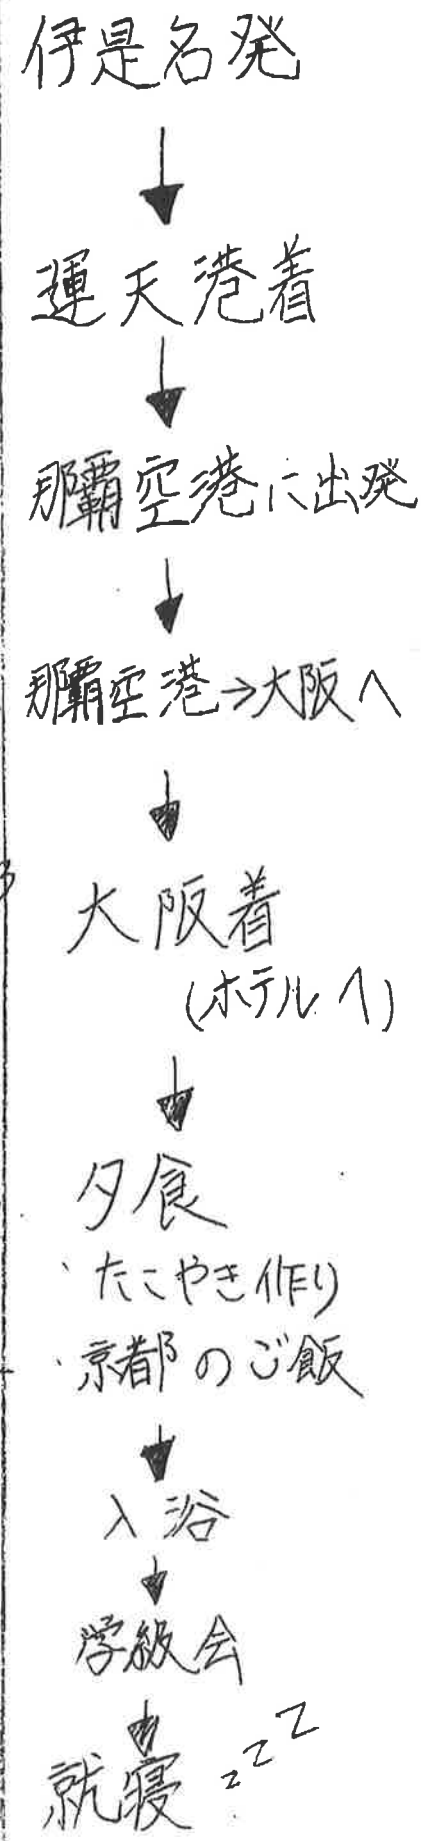 伊是名発
↓
運天港着
↓
那覇空港に出発
↓
那覇空港→大阪へ
↓
大阪着
(ホテルへ)
↓
夕食
・たこやき作り
・京都のご飯
↓
入浴
↓
学級会
↓
就寝 zzz